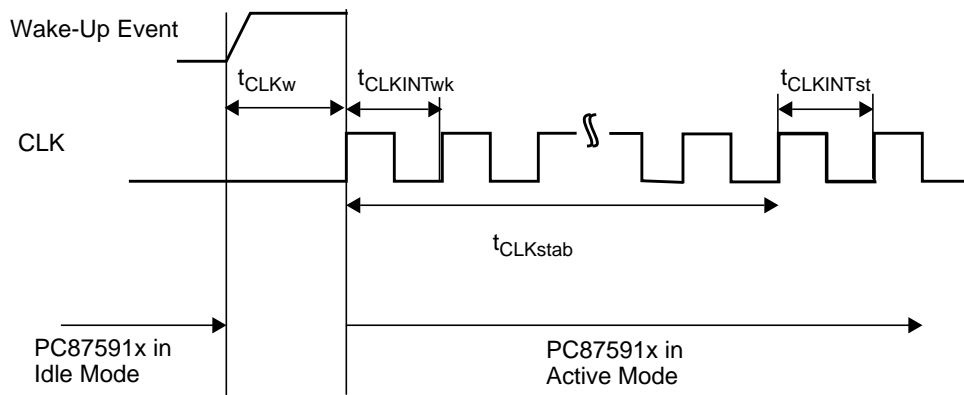 Wake-Up Event
tCLKw
tCLKINTwk
tCLKINTst
CLK
tCLKstab
PC87591x in
Idle Mode
PC87591x in
Active Mode